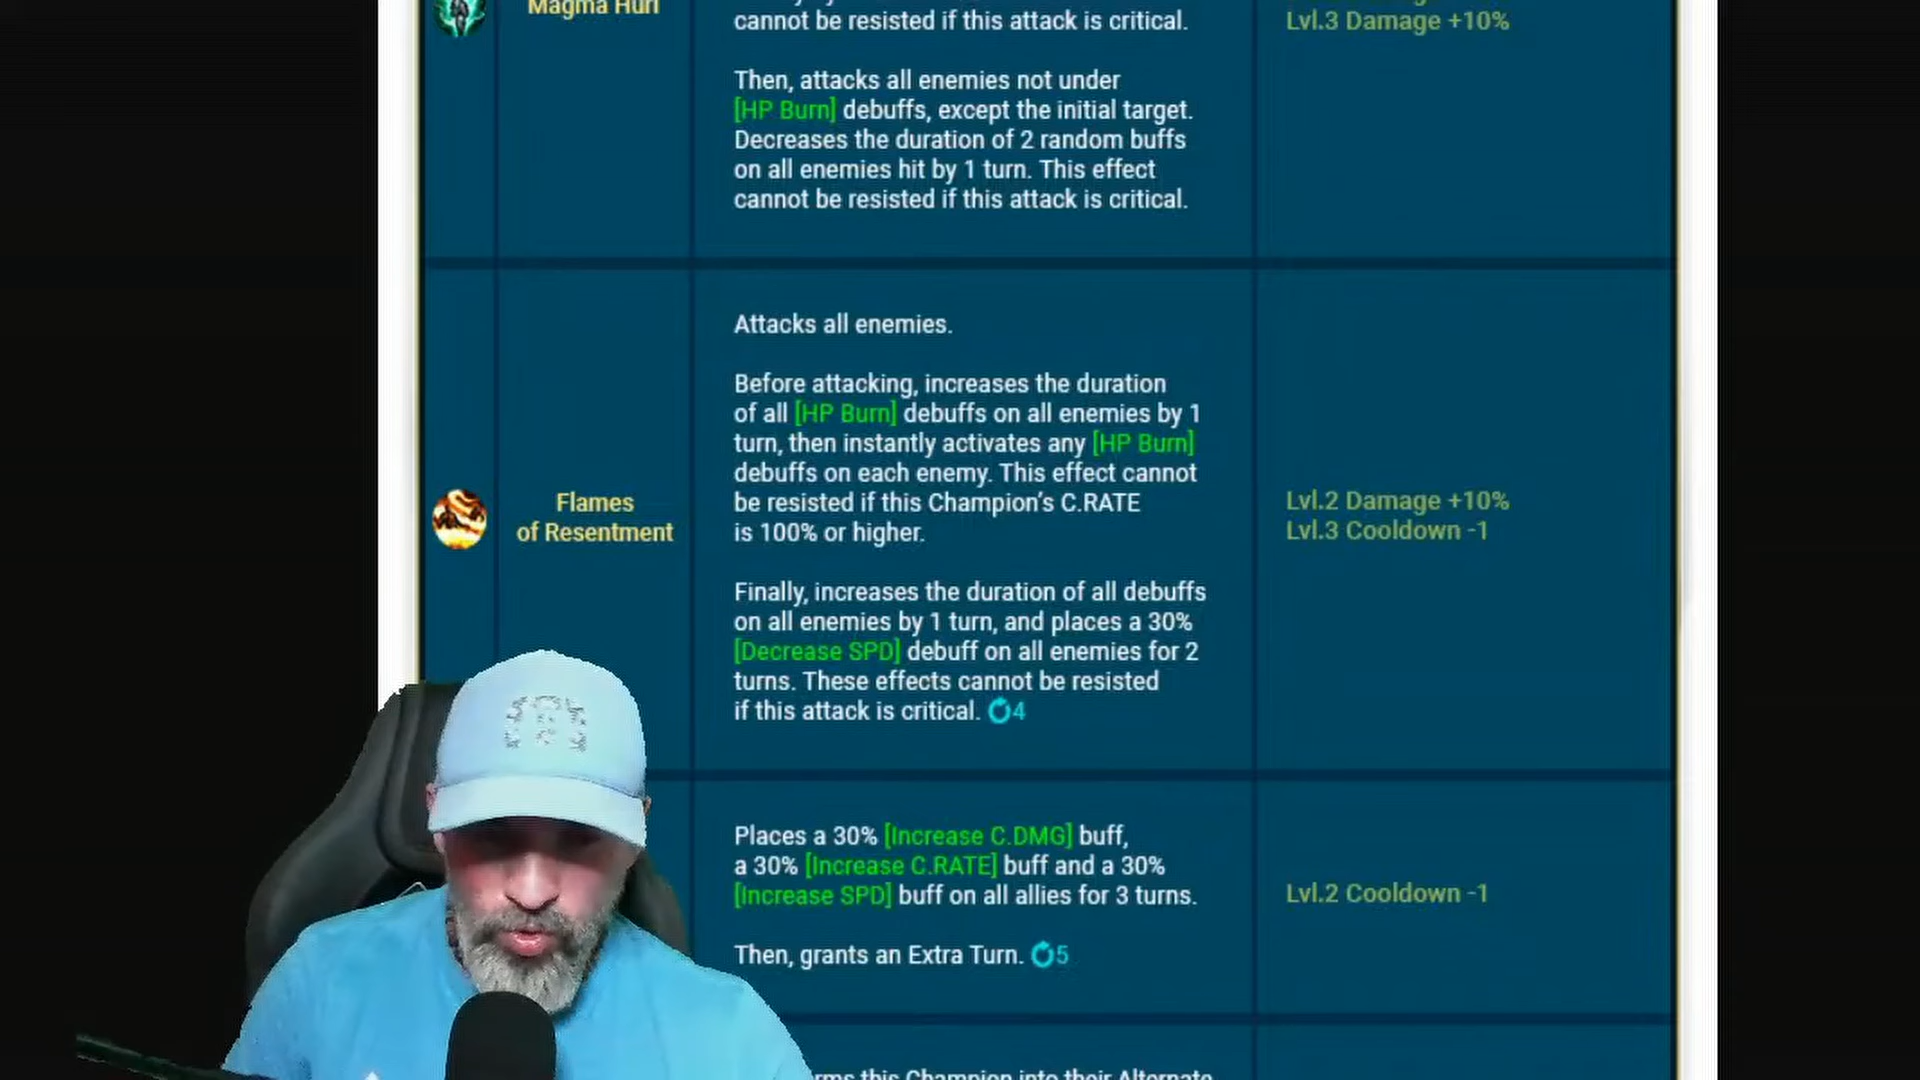 Magma Hurl
cannot be resisted if this attack is critical.
Lvl.3 Damage +10%
Then, attacks all enemies not under
[HP Burn] debuffs, except the initial target.
Decreases the duration of 2 random buffs
on all enemies hit by 1 turn. This effect
cannot be resisted if this attack is critical.
Flames
of Resentment
Attacks all enemies.
Before attacking, increases the duration
of all [HP Burn] debuffs on all enemies by 1
turn, then instantly activates any [HP Burn]
debuffs on each enemy. This effect cannot
be resisted if this Champion's C.RATE
is 100% or higher.
Finally, increases the duration of all debuffs
on all enemies by 1 turn, and places a 30%
[Decrease SPD] debuff on all enemies for 2
turns. These effects cannot be resisted
if this attack is critical. 4
Lvl.2 Damage +10%
Lvl.3 Cooldown -1
Places a 30% [Increase C.DMG] buff,
a 30% [Increase C.RATE] buff and a 30%
[Increase SPD] buff on all allies for 3 turns.
Then, grants an Extra Turn. 5
Lvl.2 Cooldown -1
this Champion into their Alternate